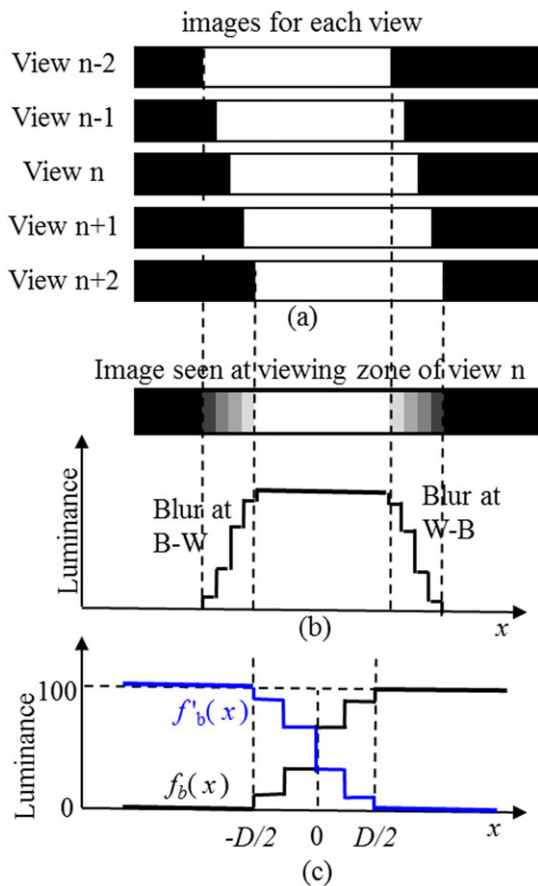 images for each view
View n-2
View n-1
View n
View n+1
View n+2
(a)
Image seen at viewing zone of view n
Luminance
Blur at
B-W
Blur at
W-B
x
(b)
Luminance
100
f'b(x)
fb(x)
0
-D/2
0
D/2
x
(c)